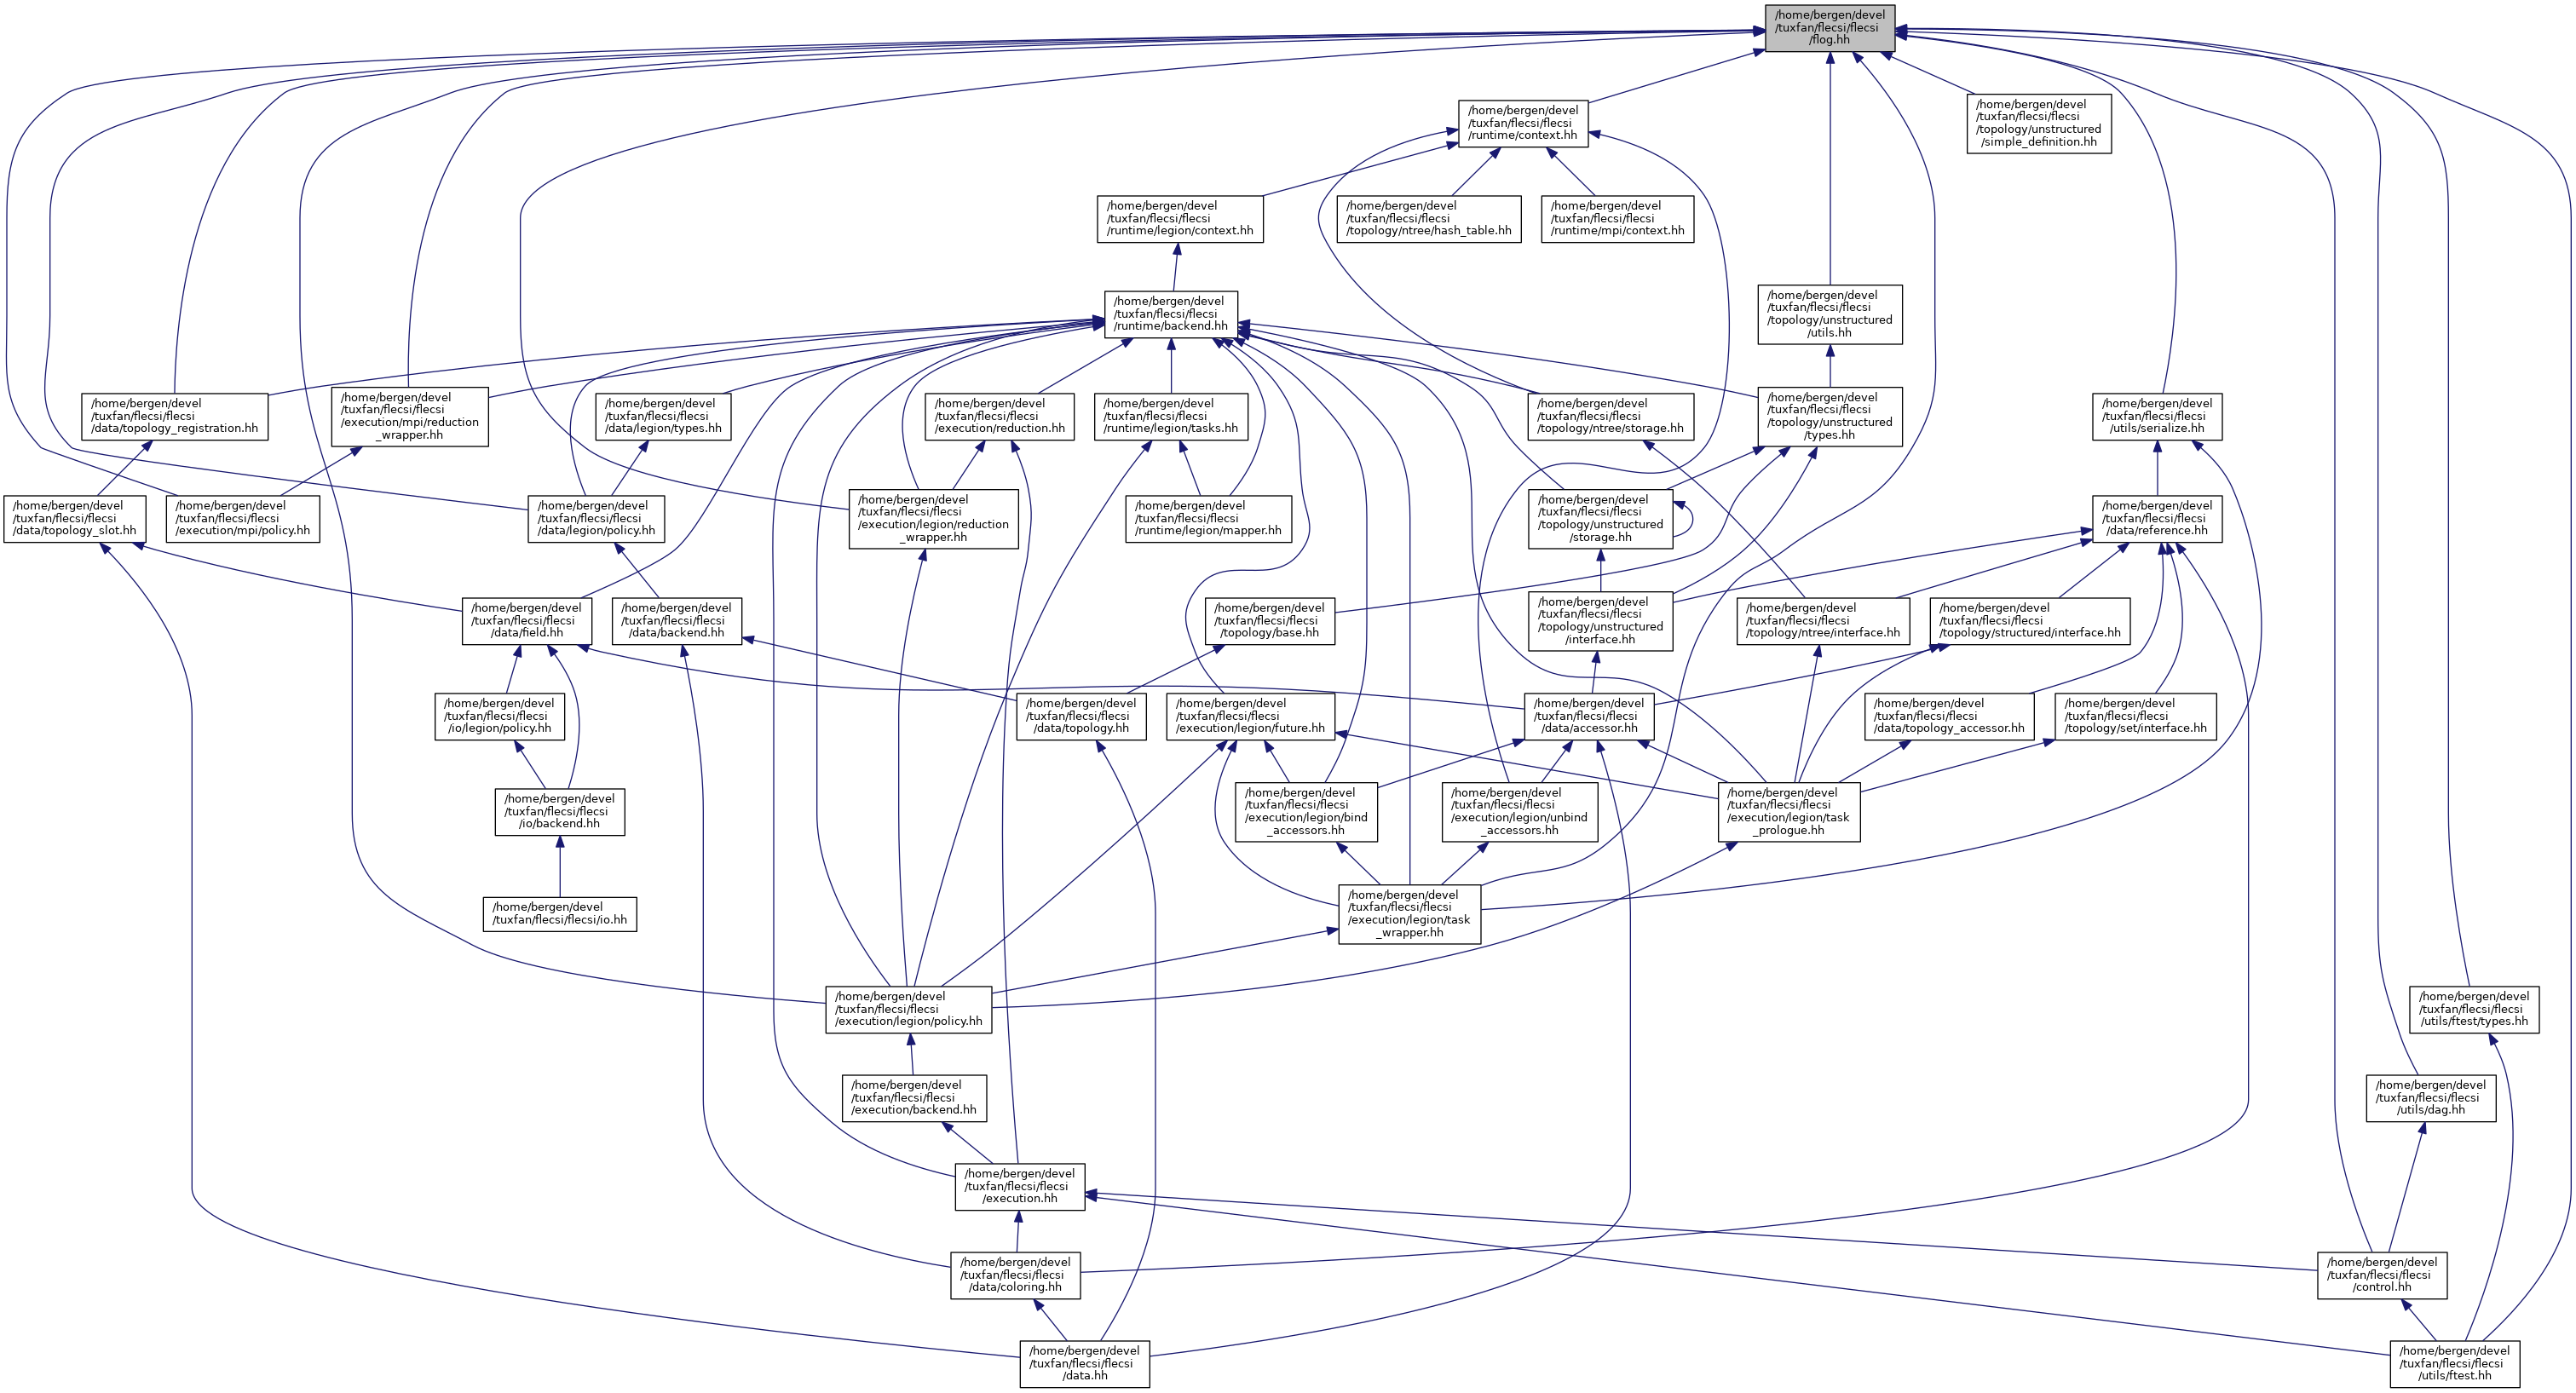 /home/bergen/devel
/tuxfan/flecsi/flecsi
/flog.hh
/home/bergen/devel
/tuxfan/flecsi/flecsi
/runtime/context.hh
/home/bergen/devel
/tuxfan/flecsi/flecsi
/topology/unstructured
/simple_definition.hh
/home/bergen/devel
/tuxfan/flecsi/flecsi
/runtime/legion/context.hh
/home/bergen/devel
/tuxfan/flecsi/flecsi
/topology/ntree/hash_table.hh
/home/bergen/devel
/tuxfan/flecsi/flecsi
/runtime/mpi/context.hh
/home/bergen/devel
/tuxfan/flecsi/flecsi
/runtime/backend.hh
/home/bergen/devel
/tuxfan/flecsi/flecsi
/topology/unstructured
/utils.hh
/home/bergen/devel
/tuxfan/flecsi/flecsi
/data/topology_registration.hh
/home/bergen/devel
/tuxfan/flecsi/flecsi
/execution/mpi/reduction
_wrapper.hh
/home/bergen/devel
/tuxfan/flecsi/flecsi
/data/legion/types.hh
/home/bergen/devel
/tuxfan/flecsi/flecsi
/execution/reduction.hh
/home/bergen/devel
/tuxfan/flecsi/flecsi
/runtime/legion/tasks.hh
/home/bergen/devel
/tuxfan/flecsi/flecsi
/topology/ntree/storage.hh
/home/bergen/devel
/tuxfan/flecsi/flecsi
/topology/unstructured
/types.hh
/home/bergen/devel
/tuxfan/flecsi/flecsi
/utils/serialize.hh
/home/bergen/devel
/tuxfan/flecsi/flecsi
/data/topology_slot.hh
/home/bergen/devel
/tuxfan/flecsi/flecsi
/execution/mpi/policy.hh
/home/bergen/devel
/tuxfan/flecsi/flecsi
/data/legion/policy.hh
/home/bergen/devel
/tuxfan/flecsi/flecsi
/execution/legion/reduction
_wrapper.hh
/home/bergen/devel
/tuxfan/flecsi/flecsi
/runtime/legion/mapper.hh
/home/bergen/devel
/tuxfan/flecsi/flecsi
/topology/unstructured
/storage.hh
/home/bergen/devel
/tuxfan/flecsi/flecsi
/data/reference.hh
/home/bergen/devel
/tuxfan/flecsi/flecsi
/data/field.hh
/home/bergen/devel
/tuxfan/flecsi/flecsi
/data/backend.hh
/home/bergen/devel
/tuxfan/flecsi/flecsi
/topology/base.hh
/home/bergen/devel
/tuxfan/flecsi/flecsi
/topology/unstructured
/interface.hh
/home/bergen/devel
/tuxfan/flecsi/flecsi
/topology/ntree/interface.hh
/home/bergen/devel
/tuxfan/flecsi/flecsi
/topology/structured/interface.hh
/home/bergen/devel
/tuxfan/flecsi/flecsi
/io/legion/policy.hh
/home/bergen/devel
/tuxfan/flecsi/flecsi
/data/topology.hh
/home/bergen/devel
/tuxfan/flecsi/flecsi
/execution/legion/future.hh
/home/bergen/devel
/tuxfan/flecsi/flecsi
/data/accessor.hh
/home/bergen/devel
/tuxfan/flecsi/flecsi
/data/topology_accessor.hh
/home/bergen/devel
/tuxfan/flecsi/flecsi
/topology/set/interface.hh
/home/bergen/devel
/tuxfan/flecsi/flecsi
/io/backend.hh
/home/bergen/devel
/tuxfan/flecsi/flecsi
/execution/legion/bind
_accessors.hh
/home/bergen/devel
/tuxfan/flecsi/flecsi
/execution/legion/unbind
_accessors.hh
/home/bergen/devel
/tuxfan/flecsi/flecsi
/execution/legion/task
_prologue.hh
/home/bergen/devel
/tuxfan/flecsi/flecsi/io.hh
/home/bergen/devel
/tuxfan/flecsi/flecsi
/execution/legion/task
_wrapper.hh
/home/bergen/devel
/tuxfan/flecsi/flecsi
/execution/legion/policy.hh
/home/bergen/devel
/tuxfan/flecsi/flecsi
/utils/ftest/types.hh
/home/bergen/devel
/tuxfan/flecsi/flecsi
/execution/backend.hh
/home/bergen/devel
/tuxfan/flecsi/flecsi
/utils/dag.hh
/home/bergen/devel
/tuxfan/flecsi/flecsi
/execution.hh
/home/bergen/devel
/tuxfan/flecsi/flecsi
/data/coloring.hh
/home/bergen/devel
/tuxfan/flecsi/flecsi
/control.hh
/home/bergen/devel
/tuxfan/flecsi/flecsi
/data.hh
/home/bergen/devel
/tuxfan/flecsi/flecsi
/utils/ftest.hh